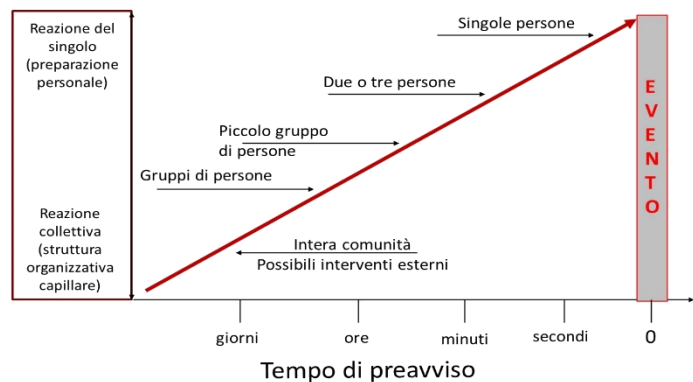 Reazione del
singolo
(preparazione
personale)
Reazione
collettiva
(struttura
organizzativa
capillare)
Singole persone
Due o tre persone
Piccolo gruppo
di persone
Gruppi di persone
Intera comunità
Possibili interventi esterni
EVENTO
giorni
ore
minuti
secondi
0
Tempo di preavviso